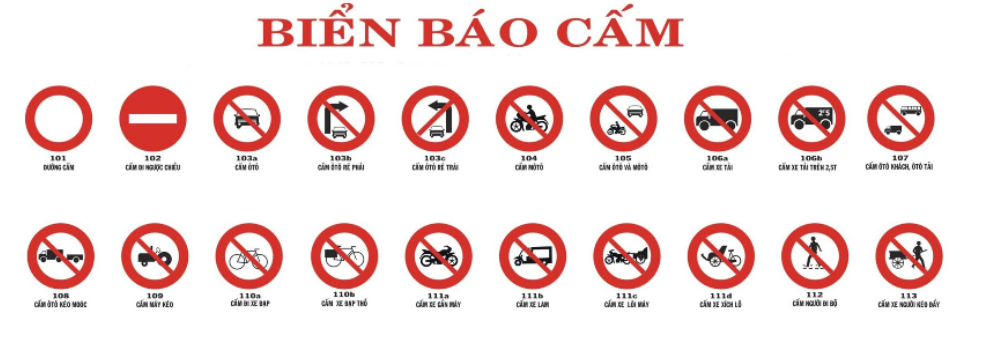 BIỂN BÁO CẤM
101
ĐƯỜNG CẤM
102
CẤM ĐI NGƯỢC CHIỀU
103a
CẤM ÔTÔ
103b
CẤM ÔTÔ RẼ PHẢI
103c
CẤM ÔTÔ RẼ TRÁI
104
CẤM MÔTÔ
105
CẤM ÔTÔ VÀ MÔTÔ
106a
CẤM XE TẢI
106b
CẤM XE TẢI TRÊN 2,5T
107
CẤM ÔTÔ KHÁCH, ÔTÔ TẢI
108
CẤM ÔTÔ KÉO MOÓC
109
CẤM MÁY KÉO
110a
CẤM ĐI XE ĐẠP
110b
CẤM XE ĐẠP THỒ
111a
CẤM XE GẮN MÁY
111b
CẤM XE LAM
111c
CẤM XE LÔI MÁY
111d
CẤM XE XÍCH LÔ
112
CẤM NGƯỜI ĐI BỘ
113
CẤM XE NGƯỜI KÉO ĐẨY